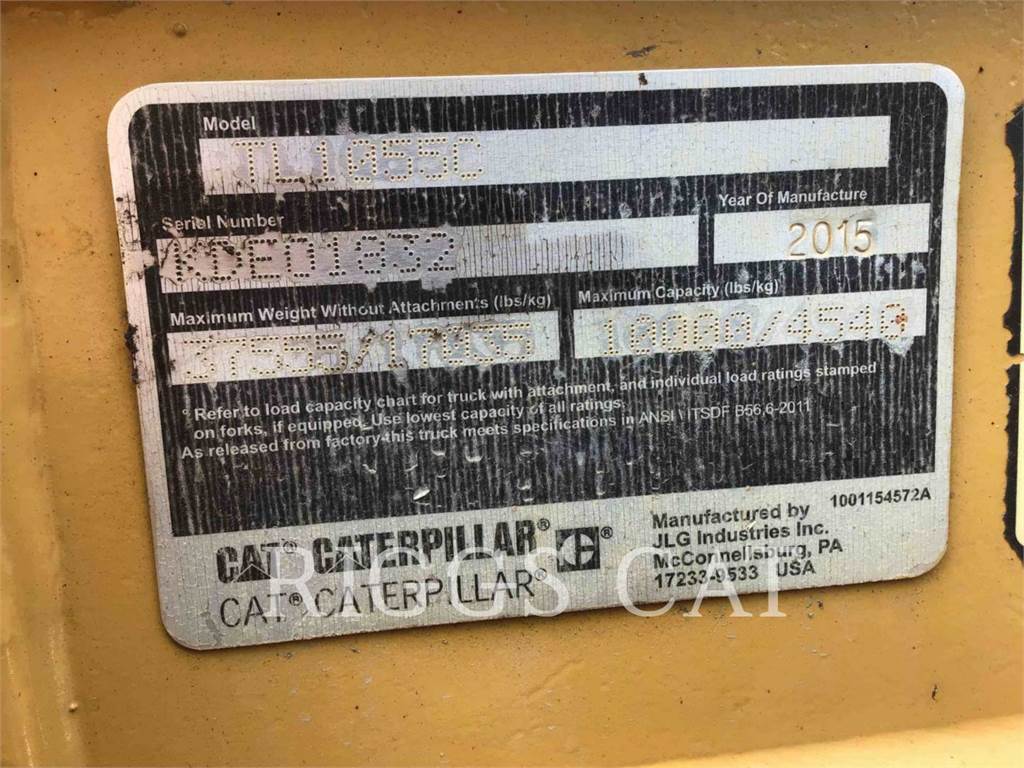 Model
TL1055C
Serial Number
Year Of Manufacture
KDE01032
2015
Maximum Weight Without Attachments (lbs/kg)
Maximum Capacity (lbs/kg)
37555/17035
10000/4540
° Refer to load capacity chart for truck with attachment, and individual load ratings stamped
on forks, if equipped. Use lowest capacity of all ratings.
As released from factory this truck meets specifications in ANSI \ ITSDF B56.6-2011
1001154572A
Manufactured by
JLG Industries Inc.
McConnellsburg, PA
17233-9533 USA
CAT® CATERPILLAR® C®
CAT® CATERPILLAR®
RIGGS CAT